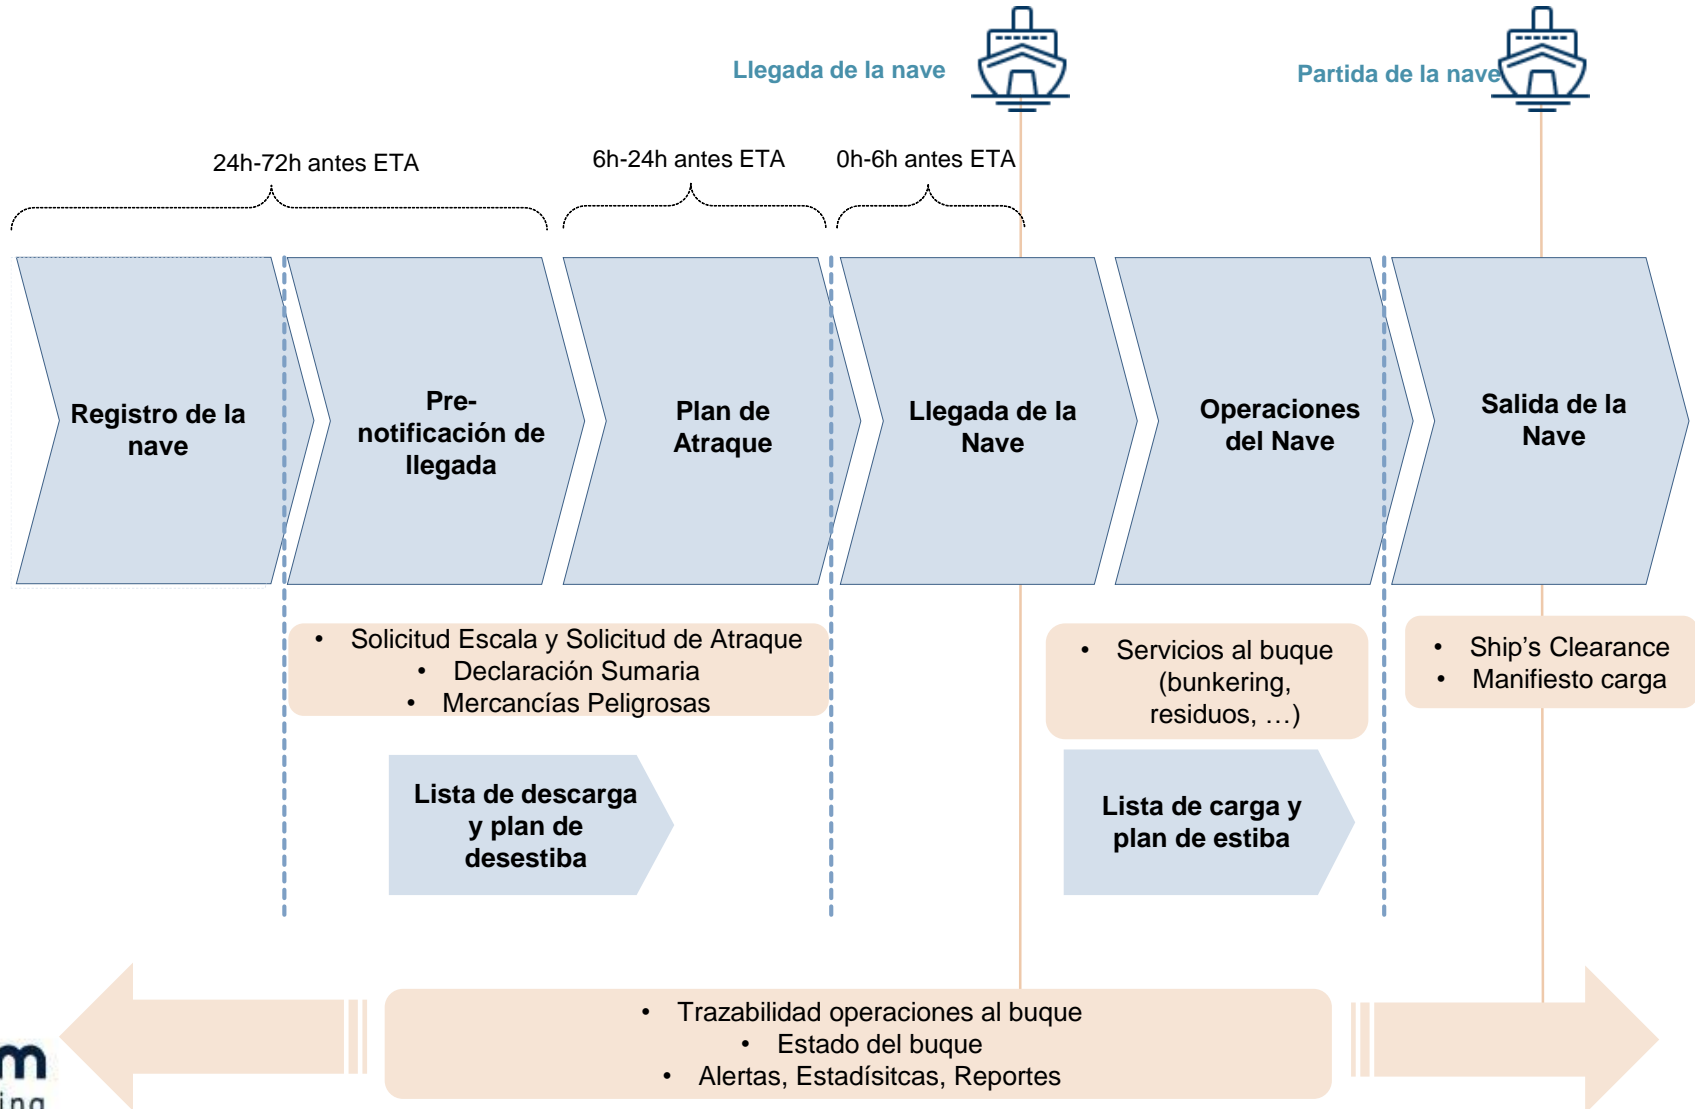 Llegada de la nave
Partida de la nave
24h-72h antes ETA
6h-24h antes ETA
0h-6h antes ETA
Registro de la
nave
Pre-
notificación de
llegada
Plan de
Atraque
Llegada de la
Nave
Operaciones
del Nave
Salida de la
Nave
• Solicitud Escala y Solicitud de Atraque
• Declaración Sumaria
• Mercancías Peligrosas
• Servicios al buque
(bunkering,
residuos, …)
• Ship's Clearance
• Manifiesto carga
Lista de descarga
y plan de
desestiba
Lista de carga y
plan de estiba
• Trazabilidad operaciones al buque
• Estado del buque
• Alertas, Estadísitcas, Reportes